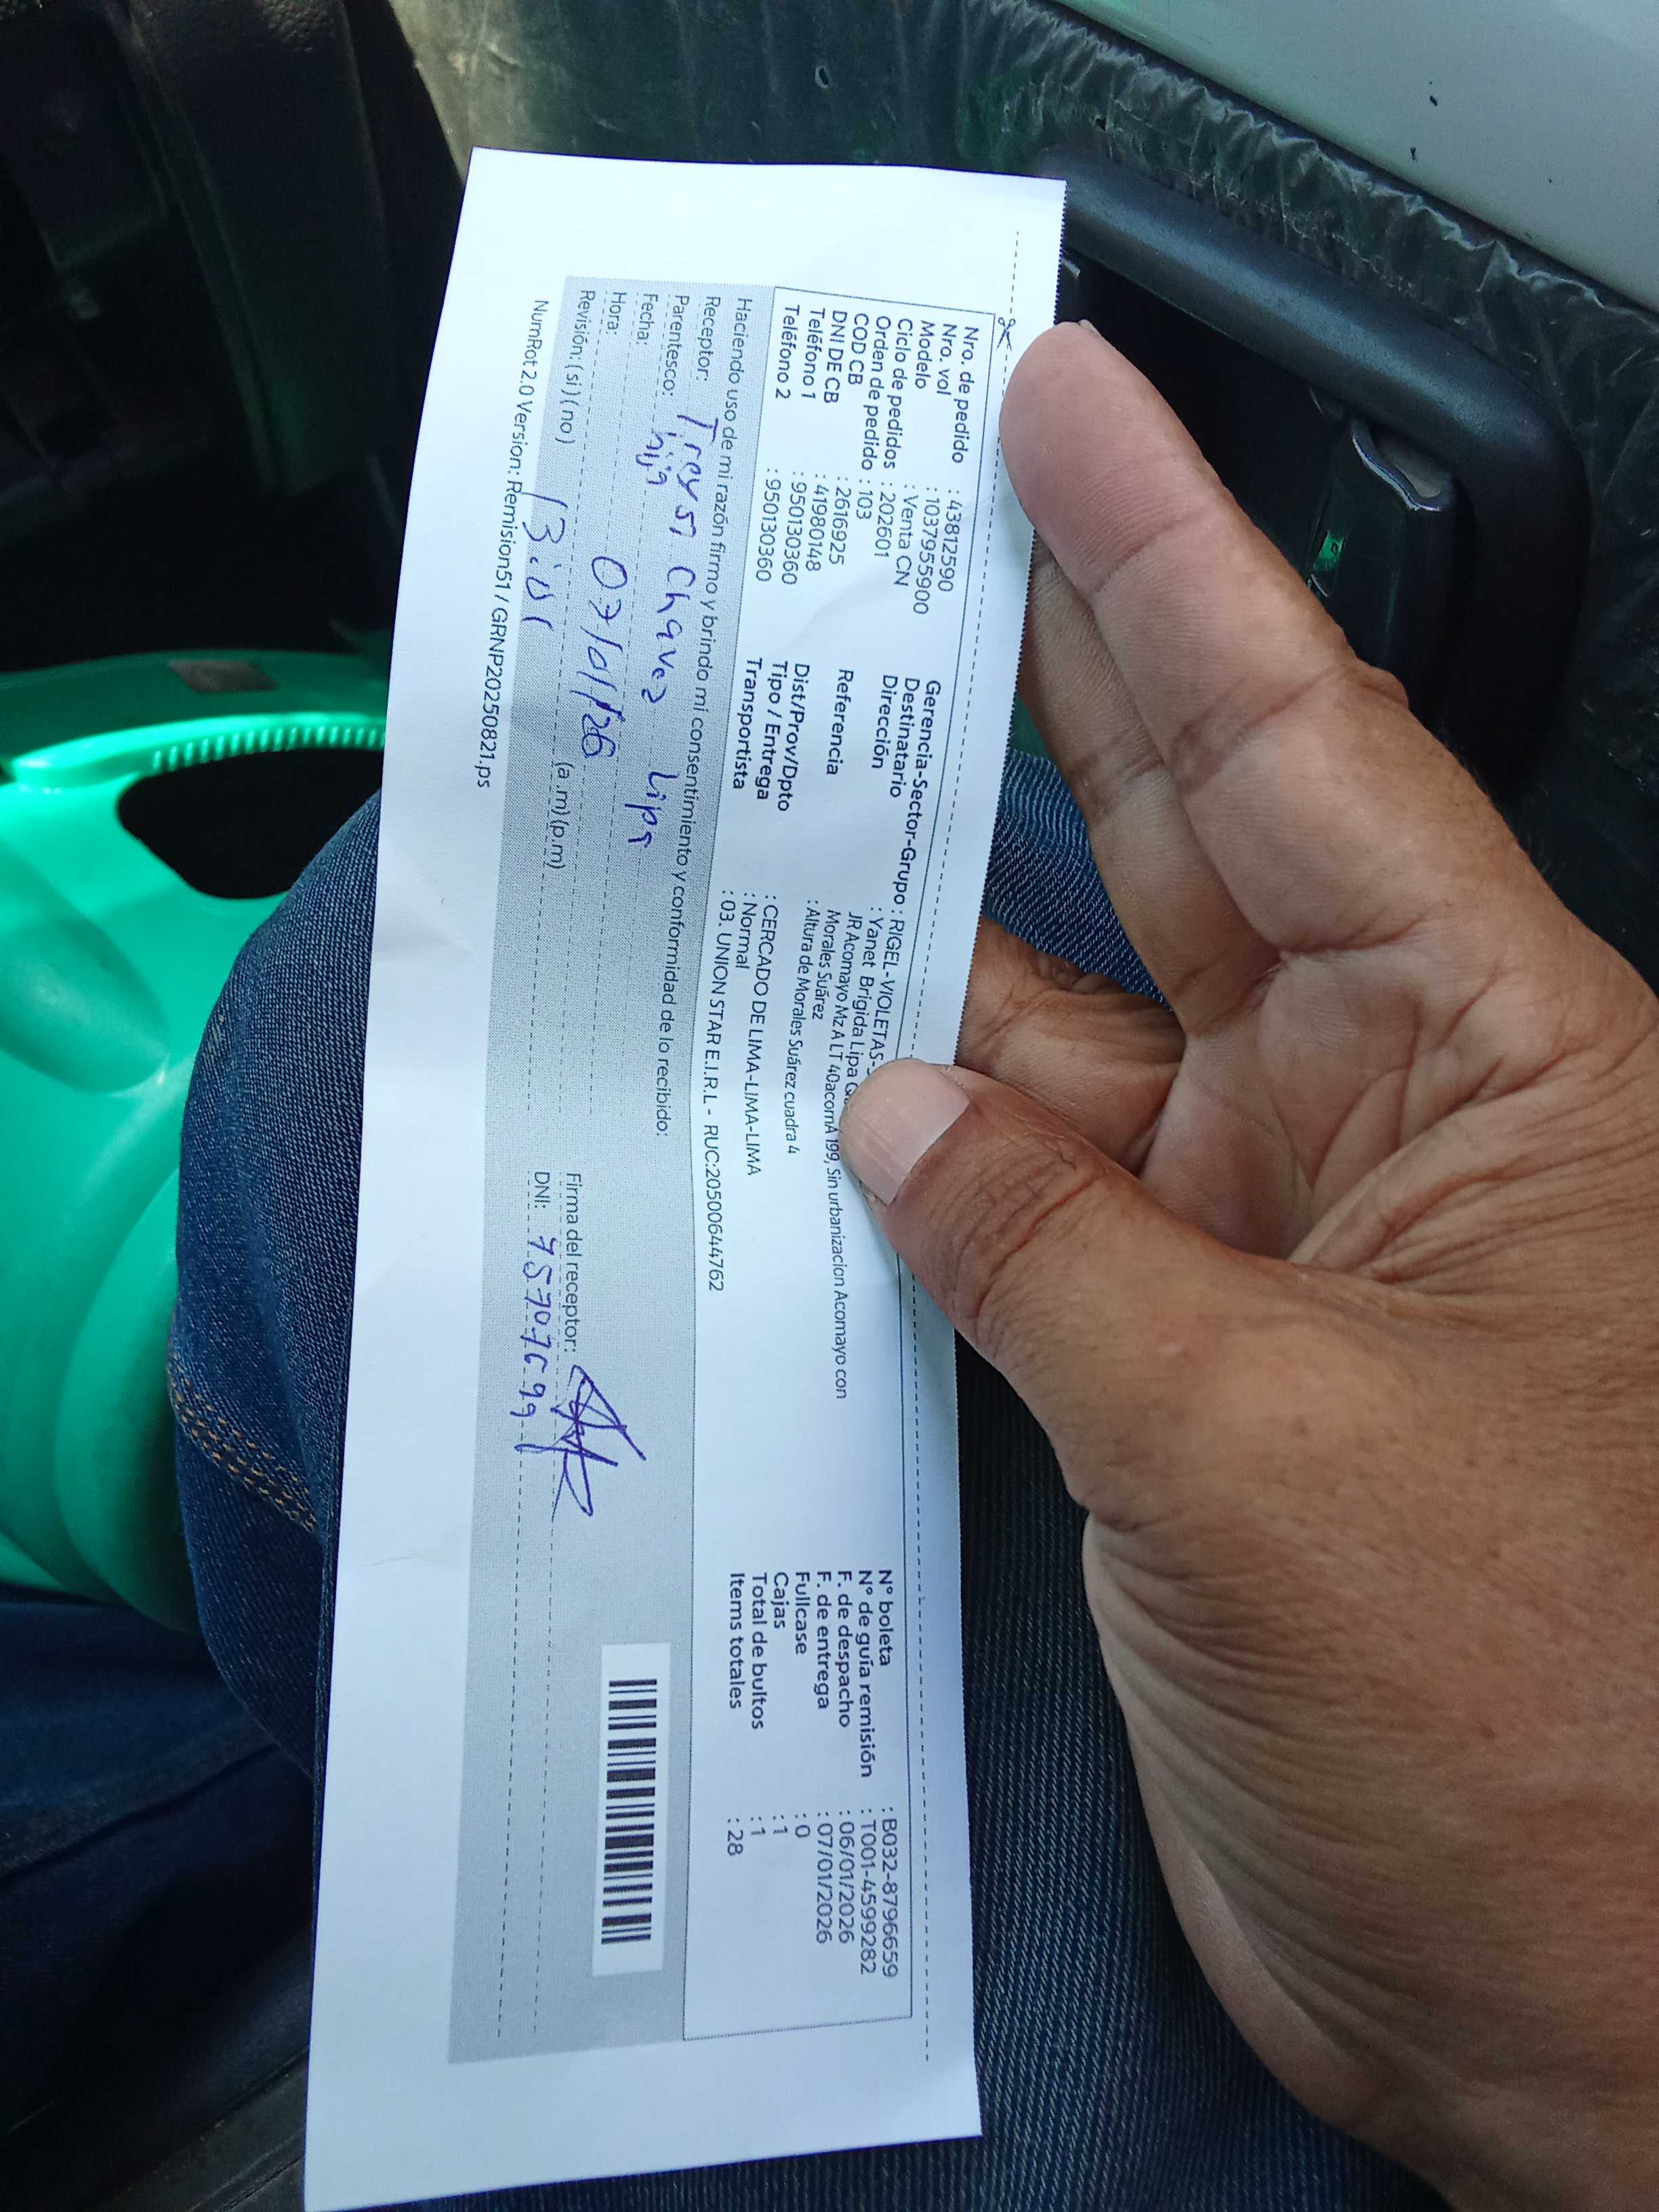 Nro. de pedido : 43812590
Nro. vol : 1037955900
Modelo : Venta CN
Ciclo de pedidos : 202601
Orden de pedido : 103
COD CB : 2616925
DNI DE CB : 41980148
Teléfono 1 : 950130360
Teléfono 2 : 950130360
Gerencia-Sector-Grupo : RIGEL-VIOLETAS-
Destinatario : Yanet Brigida Lipa
Dirección : JR Acomayo Mz A LT 40acomA 199, Sin urbanizacion Acomayo con
Morales Suárez
Referencia : Altura de Morales Suárez cuadra 4
Dist/Prov/Dpto : CERCADO DE LIMA-LIMA-LIMA
Tipo / Entrega : Normal
Transportista : 03. UNION STAR E.I.R.L - RUC:20500644762
N° boleta : B032-8796659
N° de guía remisión : T001-4599282
F. de despacho : 06/01/2026
F. de entrega : 07/01/2026
Fullcase : 0
Cajas : 1
Total de bultos : 1
Items totales : 28
Haciendo uso de mi razón firmo y brindo mi consentimiento y conformidad de lo recibido:
Receptor: Treysi Chavez Lipa
Parentesco: hija
Fecha: 07/01/26
Hora: (a.m) (p.m)
Revisión: (si) (no)
Firma del receptor:
DNI:
NumRot2.0 Version: Remision51 / GRNP20250821.ps